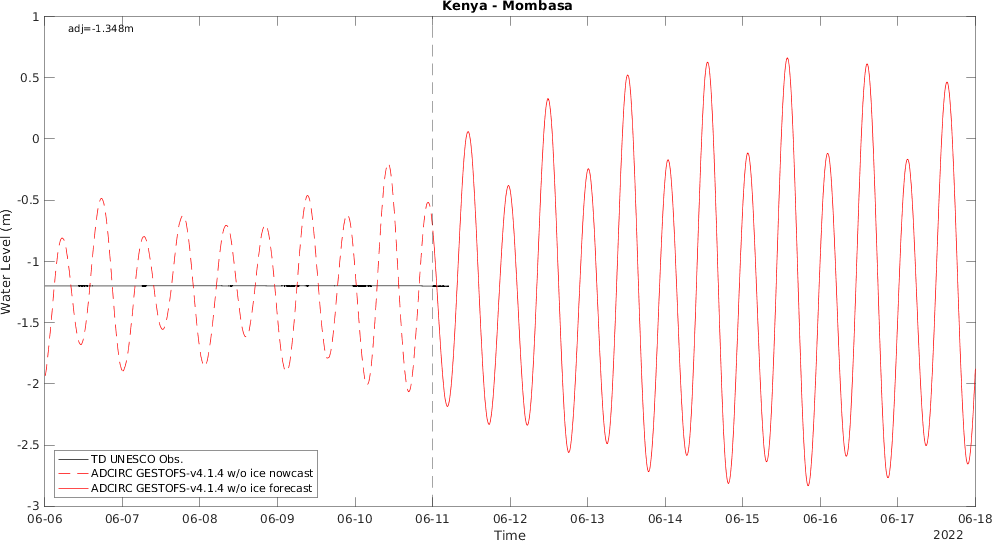 Kenya - Mombasa
adj=-1.348m
1
0.5
0
-0.5
-1
-1.5
-2
-2.5
-3
Water Level (m)
TD UNESCO Obs.
ADCIRC GESTOFS-v4.1.4 w/o ice nowcast
ADCIRC GESTOFS-v4.1.4 w/o ice forecast
06-06 06-07 06-08 06-09 06-10 06-11 06-12 06-13 06-14 06-15 06-16 06-17 06-18
Time
2022